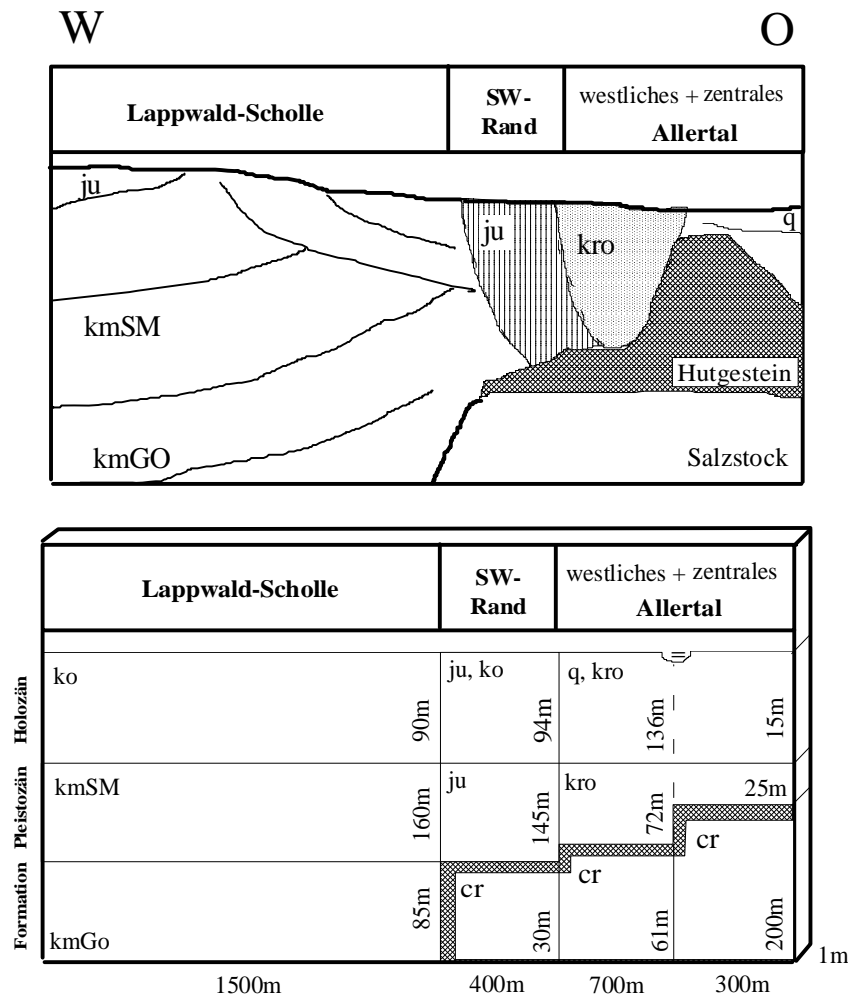 W O
Lappwald-Scholle
SW-
Rand
westliches + zentrales
Allertal
ju
ju
kro
q
kmSM
Hutgestein
kmGO
Salzstock
Lappwald-Scholle
SW-
Rand
westliches + zentrales
Allertal
Holozän
ko
90m
ju, ko
94m
q, kro
136m
15m
Pleistozän
kmSM
160m
ju
145m
kro
72m
25m
cr
Formation
kmGo
85m
cr
30m
cr
61m
200m
1m
1500m 400m 700m 300m